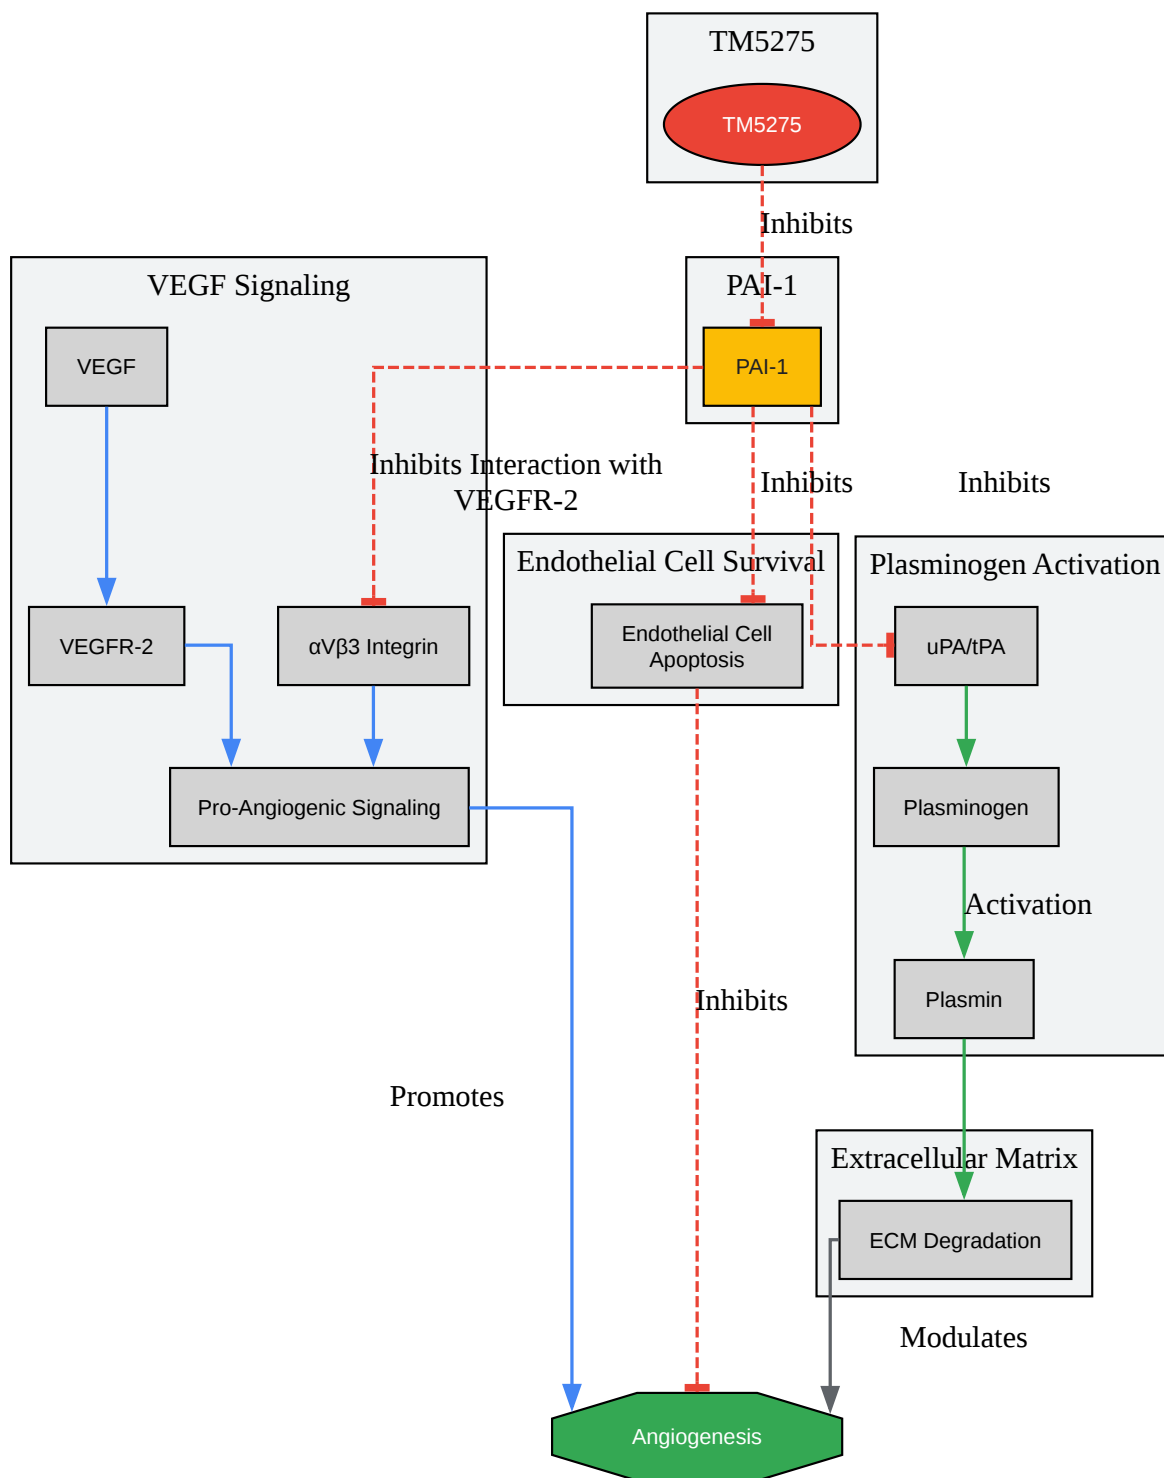 TM5275
TM5275
Inhibits
VEGF Signaling
PAI-1
VEGF
PAI-1
Inhibits Interaction with
VEGFR-2
Inhibits
Inhibits
Endothelial Cell Survival
Plasminogen Activation
VEGFR-2
αVβ3 Integrin
Endothelial Cell
Apoptosis
uPA/tPA
Pro-Angiogenic Signaling
Plasminogen
Activation
Plasmin
Inhibits
Promotes
Extracellular Matrix
ECM Degradation
Modulates
Angiogenesis